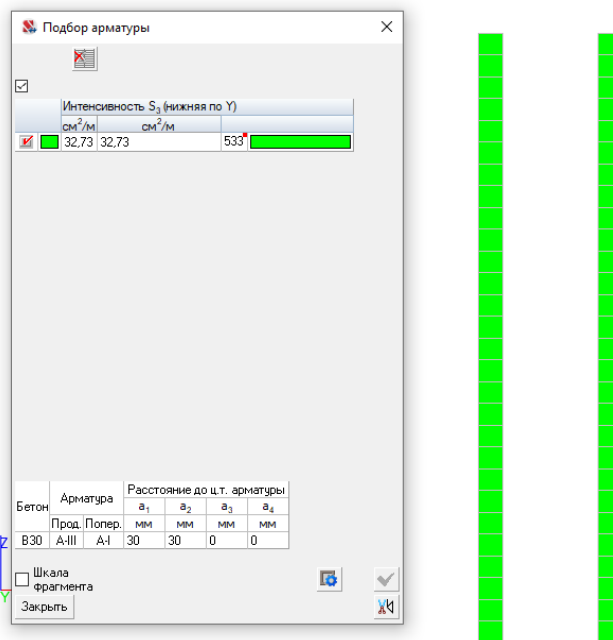 Подбор арматуры
Интенсивность S3 (нижняя по Y)
см2/м см2/м
32,73 32,73 533
Бетон Арматура Расстояние до ц.т. арматуры
a1 a2 a3 a4
Прод. Попер. мм мм мм мм
B30 A-III A-I 30 30 0 0
Шкала
фрагмента
Закрыть
Z
Y